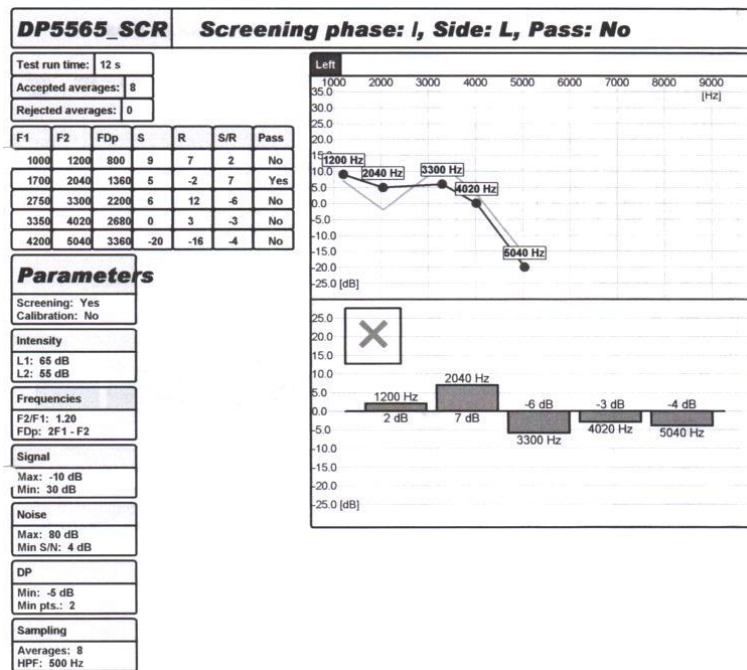 DP5565_SCR Screening phase: I, Side: L, Pass: No
Test run time: 12 s
Accepted averages: 8
Rejected averages: 0
F1 F2 FDp S R S/R Pass
1000 1200 800 9 7 2 No
1700 2040 1360 5 -2 7 Yes
2750 3300 2200 6 12 -6 No
3350 4020 2680 0 3 -3 No
4200 5040 3360 -20 -16 -4 No
Parameters
Screening: Yes
Calibration: No
Intensity
L1: 65 dB
L2: 55 dB
Frequencies
F2/F1: 1.20
FDp: 2F1 - F2
Signal
Max: -10 dB
Min: 30 dB
Noise
Max: 80 dB
Min S/N: 4 dB
DP
Min: -5 dB
Min pts.: 2
Sampling
Averages: 8
HPF: 500 Hz
Left
1000 2000 3000 4000 5000 6000 7000 8000 9000
[Hz]
35.0
30.0
25.0
20.0
15.0
1200 Hz 2040 Hz 3300 Hz 4020 Hz 5040 Hz
5.0
0.0
-5.0
-10.0
-15.0
-20.0
-25.0 [dB]
25.0
20.0
15.0
10.0
5.0
0.0
-5.0
-10.0
-15.0
-20.0
-25.0 [dB]
1200 Hz 2040 Hz -6 dB -3 dB -4 dB
2 dB 7 dB 3300 Hz 4020 Hz 5040 Hz